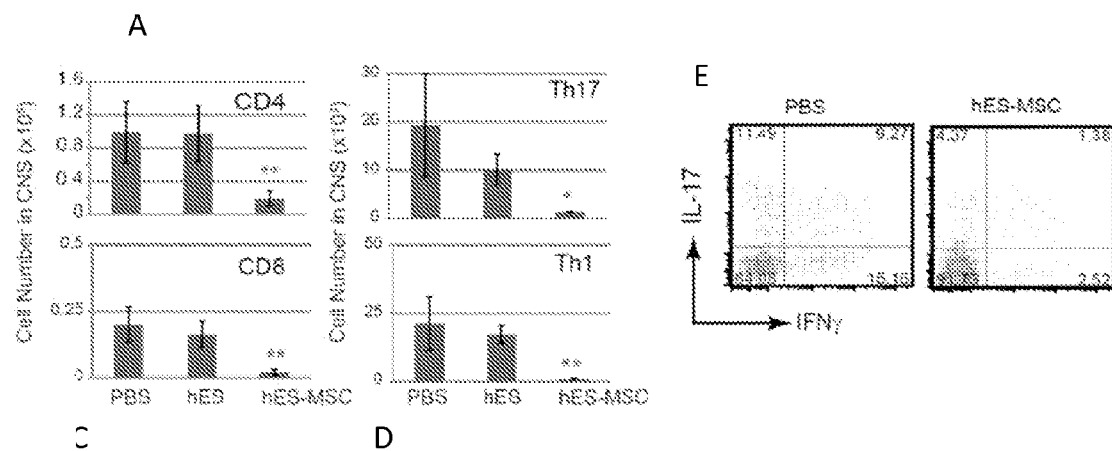 A
Cell Number in CNS (x10⁶)
1.6
1.2
0.8
0.4
0
CD4
**
0.5
0.25
0
CD8
**
PBS hES hES-MSC
C
Cell Number in CNS
30
20
10
0
Th17
*
50
25
0
Th1
**
PBS hES hES-MSC
D
E
PBS hES-MSC
11.49 9.27 4.37 1.38
15.15 2.52
IL-17
IFNγ